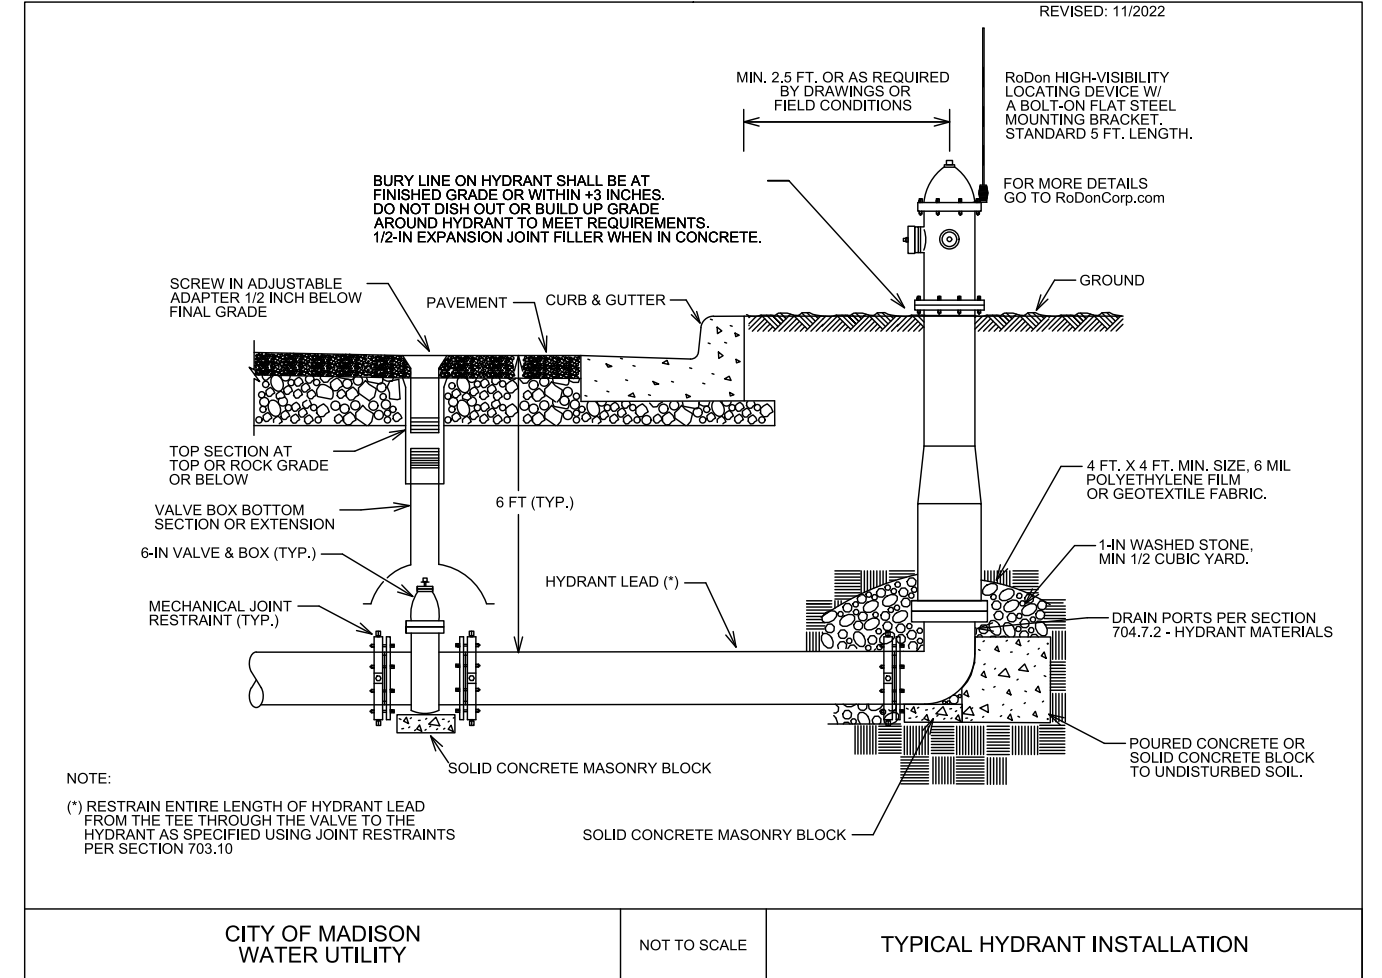 REVISED: 11/2022
MIN. 2.5 FT. OR AS REQUIRED
BY DRAWINGS OR
FIELD CONDITIONS
RoDon HIGH-VISIBILITY
LOCATING DEVICE W/
A BOLT-ON FLAT STEEL
MOUNTING BRACKET.
STANDARD 5 FT. LENGTH.
FOR MORE DETAILS
GO TO RoDonCorp.com
BURY LINE ON HYDRANT SHALL BE AT
FINISHED GRADE OR WITHIN +3 INCHES.
DO NOT DISH OUT OR BUILD UP GRADE
AROUND HYDRANT TO MEET REQUIREMENTS.
1/2-IN EXPANSION JOINT FILLER WHEN IN CONCRETE.
SCREW IN ADJUSTABLE
ADAPTER 1/2 INCH BELOW
FINAL GRADE
PAVEMENT
CURB & GUTTER
GROUND
TOP SECTION AT
TOP OR ROCK GRADE
OR BELOW
VALVE BOX BOTTOM
SECTION OR EXTENSION
6-IN VALVE & BOX (TYP.)
MECHANICAL JOINT
RESTRAINT (TYP.)
6 FT (TYP.)
HYDRANT LEAD (*)
4 FT. X 4 FT. MIN. SIZE, 6 MIL
POLYETHYLENE FILM
OR GEOTEXTILE FABRIC.
1-IN WASHED STONE,
MIN 1/2 CUBIC YARD.
DRAIN PORTS PER SECTION
704.7.2 - HYDRANT MATERIALS
POURED CONCRETE OR
SOLID CONCRETE BLOCK
TO UNDISTURBED SOIL.
SOLID CONCRETE MASONRY BLOCK
SOLID CONCRETE MASONRY BLOCK
NOTE:
(*) RESTRAIN ENTIRE LENGTH OF HYDRANT LEAD
FROM THE TEE THROUGH THE VALVE TO THE
HYDRANT AS SPECIFIED USING JOINT RESTRAINTS
PER SECTION 703.10
CITY OF MADISON
WATER UTILITY
NOT TO SCALE
TYPICAL HYDRANT INSTALLATION